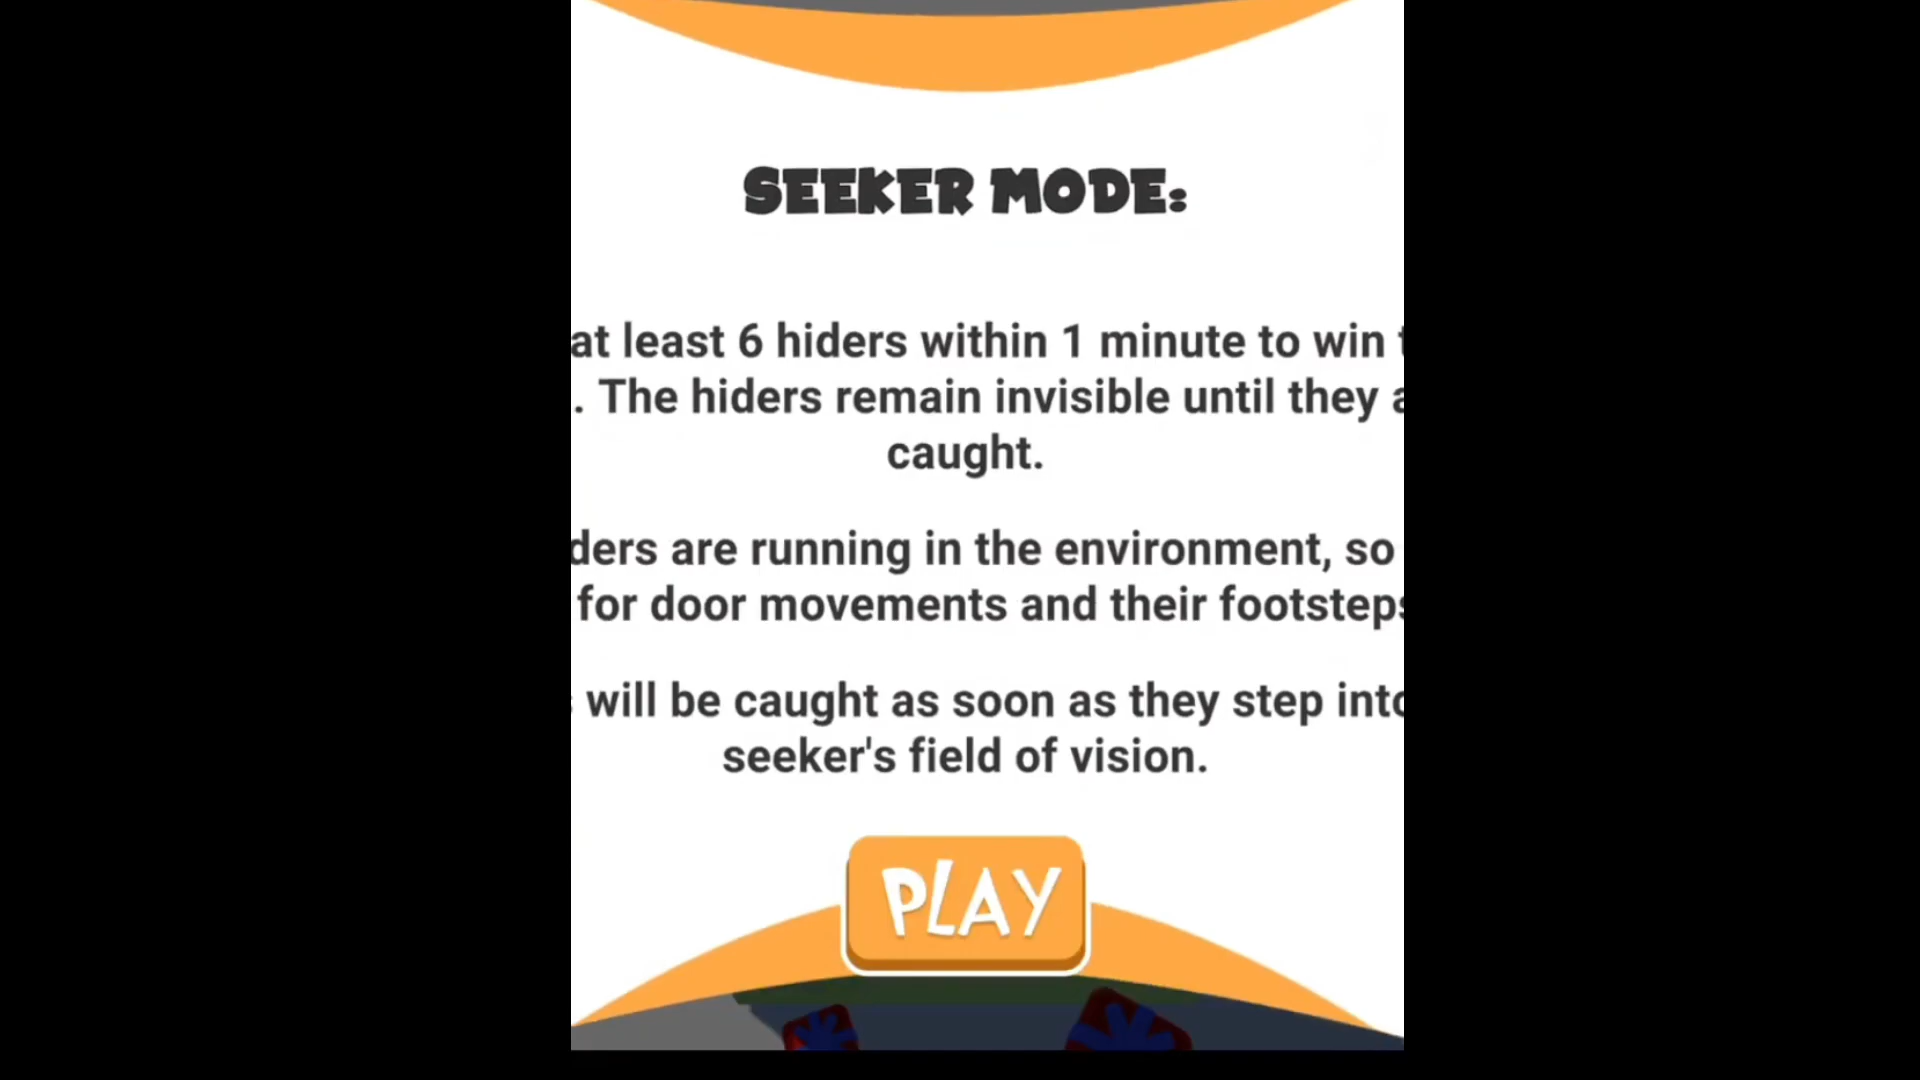 SEEKER MODE:
at least 6 hiders within 1 minute to win
. The hiders remain invisible until they
caught.
ders are running in the environment, so
for door movements and their footsteps
will be caught as soon as they step into
seeker's field of vision.
PLAY